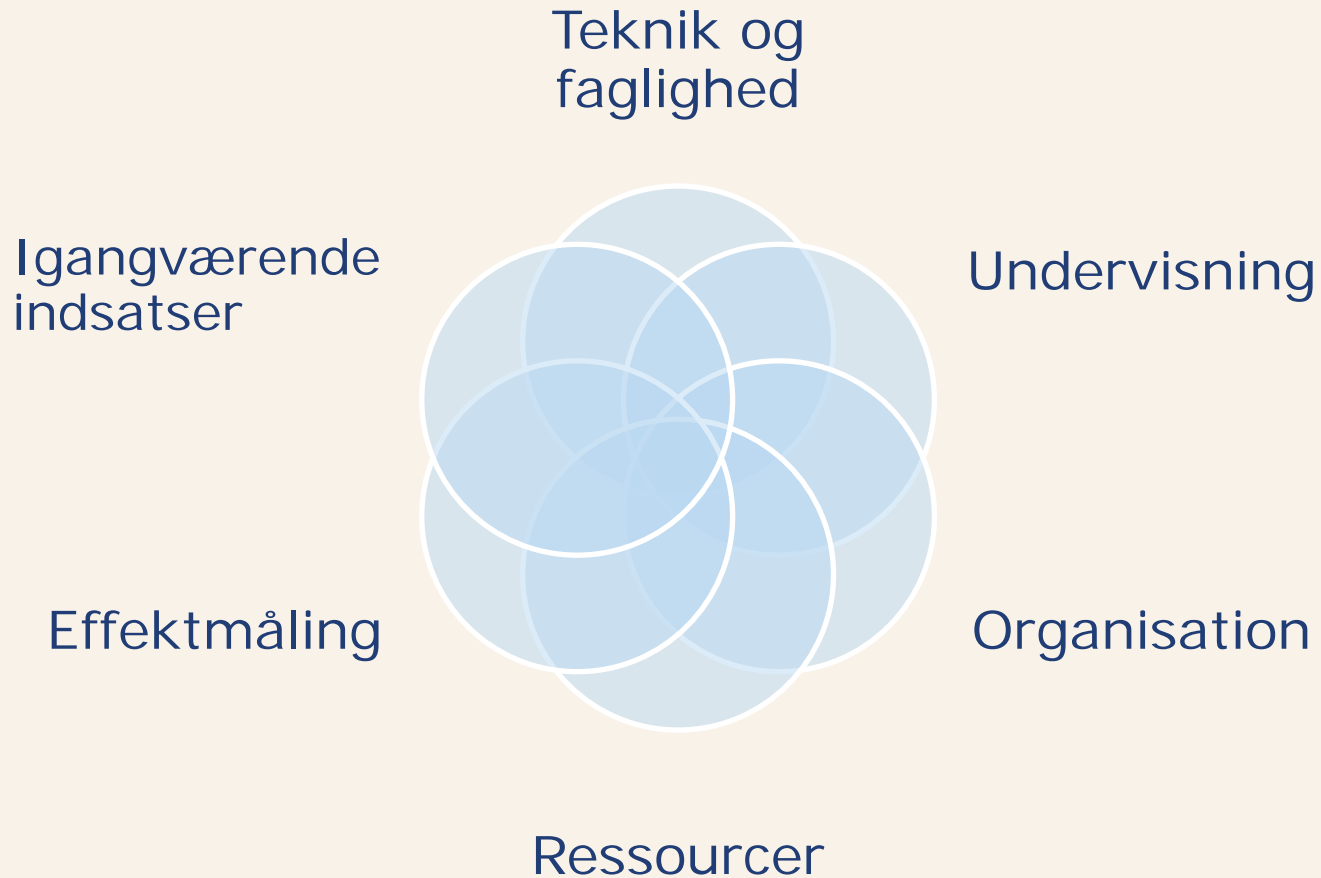 Teknik og
faglighed
Igangværende
indsatser
Undervisning
Effektmåling
Organisation
Ressourcer